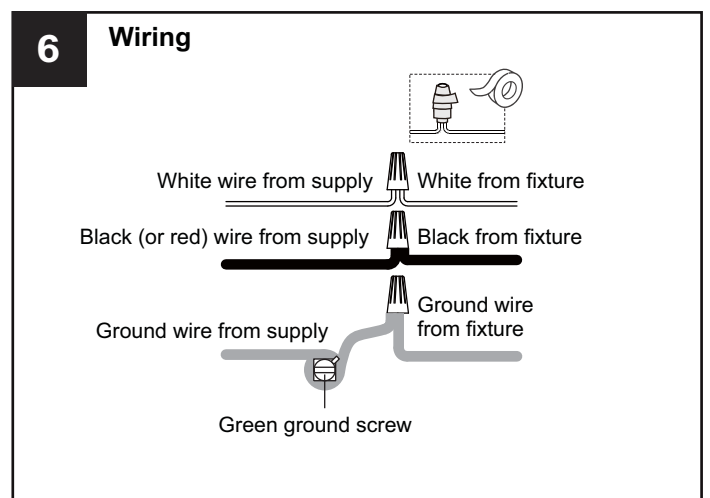 6
Wiring
White wire from supply
White from fixture
Black (or red) wire from supply
Black from fixture
Ground wire from supply
Ground wire
from fixture
Green ground screw